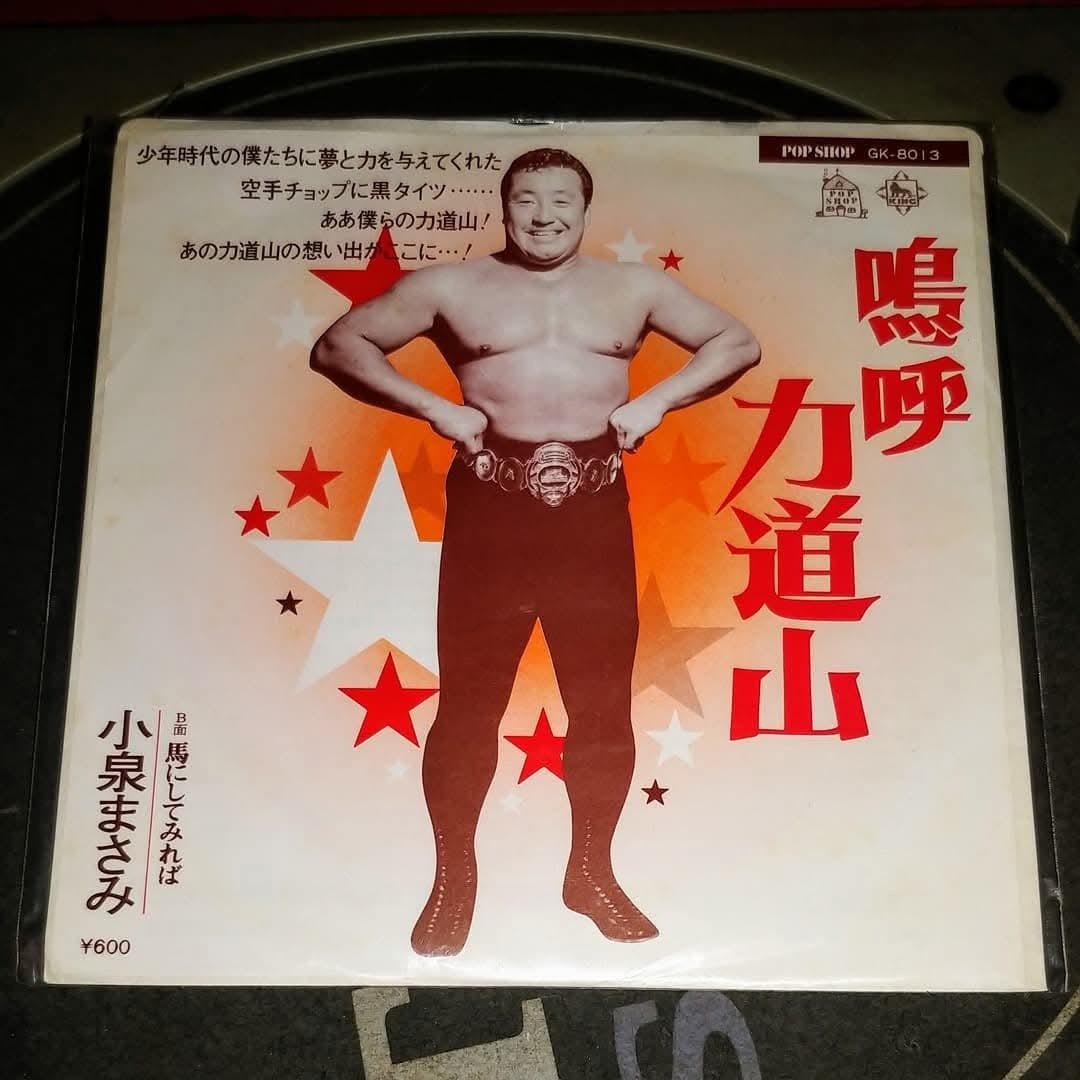 少年時代の僕たちに夢と力を与えてくれた
空手チョップに黒タイツ……
ああ僕らの力道山!
あの力道山の想い出がここに…!
POP SHOP GK-8013
POP
SHOP
KING
嗚呼
力道山
B面 馬にしてみれば
小泉まさみ
¥600